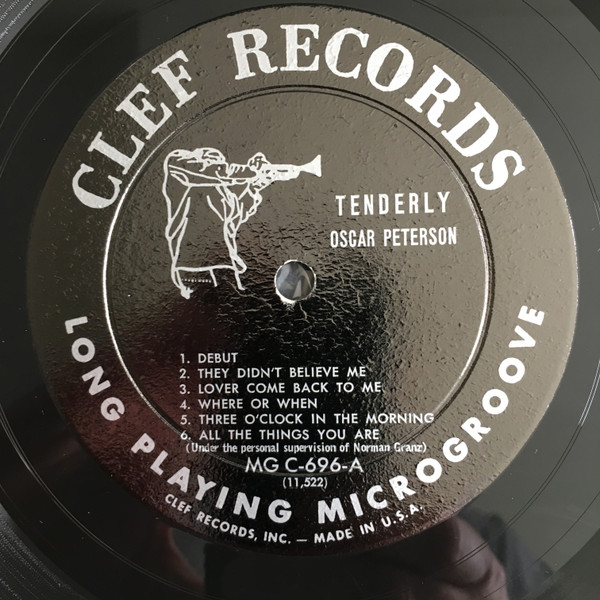 CLEF RECORDS
TENDERLY
OSCAR PETERSON
1. DEBUT
2. THEY DIDN'T BELIEVE ME
3. LOVER COME BACK TO ME
4. WHERE OR WHEN
5. THREE O'CLOCK IN THE MORNING
6. ALL THE THINGS YOU ARE
(Under the personal supervision of Norman Granz)
MG C-696-A
(11,522)
LONG PLAYING MICROGROOVE
CLEF RECORDS, INC. — MADE IN U.S.A.